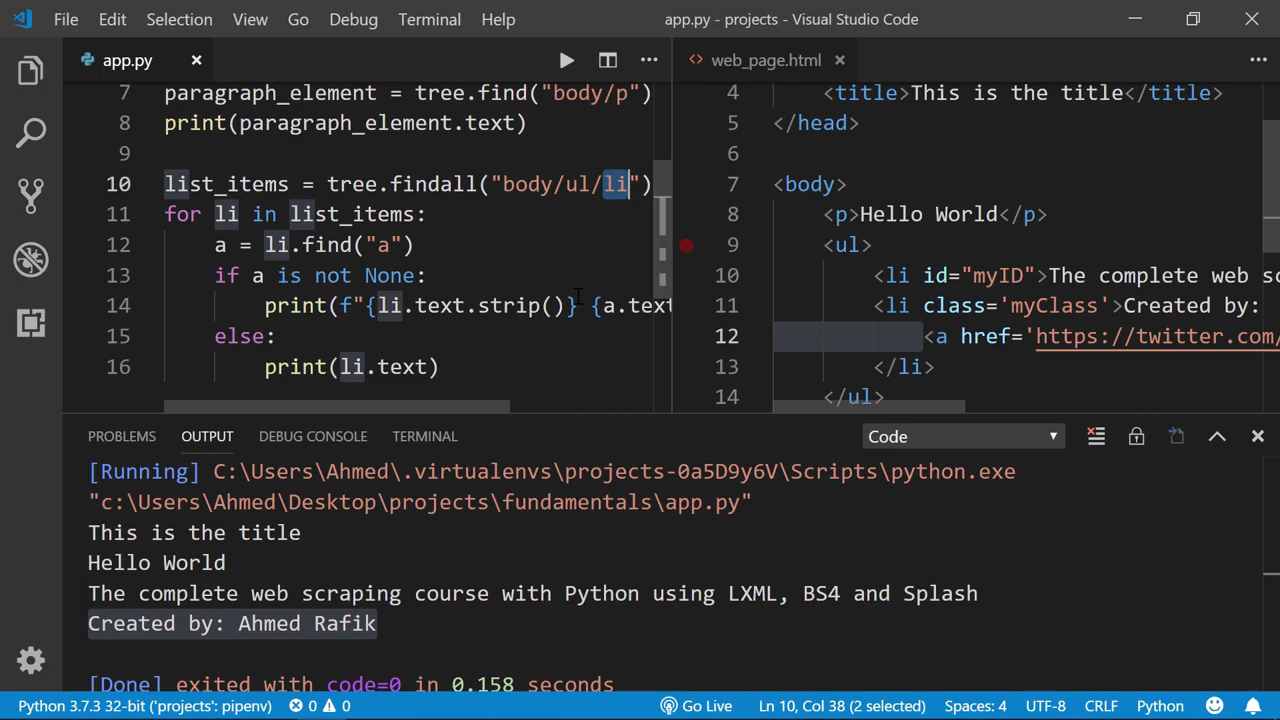 File Edit Selection View Go Debug Terminal Help
app.py - projects - Visual Studio Code
app.py
web_page.html
7 paragraph_element = tree.find("body/p")
8 print(paragraph_element.text)
9
10 list_items = tree.findall("body/ul/li")
11 for li in list_items:
12 a = li.find("a")
13 if a is not None:
14 print(f"{li.text.strip()} {a.text
15 else:
16 print(li.text)
4 <title>This is the title</title>
5 </head>
6
7 <body>
8 <p>Hello World</p>
9 <ul>
10 <li id="myID">The complete web sc
11 <li class='myClass'>Created by:
12 <a href='https://twitter.com/
13 </li>
14 </ul>
PROBLEMS OUTPUT DEBUG CONSOLE TERMINAL
Code
[Running] C:\Users\Ahmed\.virtualenvs\projects-0a5D9y6V\Scripts\python.exe
"c:\Users\Ahmed\Desktop\projects\fundamentals\app.py"
This is the title
Hello World
The complete web scraping course with Python using LXML, BS4 and Splash
Created by: Ahmed Rafik
[Done] exited with code=0 in 0.158 seconds
Python 3.7.3 32-bit ('projects': pipenv) 0 0 Go Live Ln 10, Col 38 (2 selected) Spaces: 4 UTF-8 CRLF Python